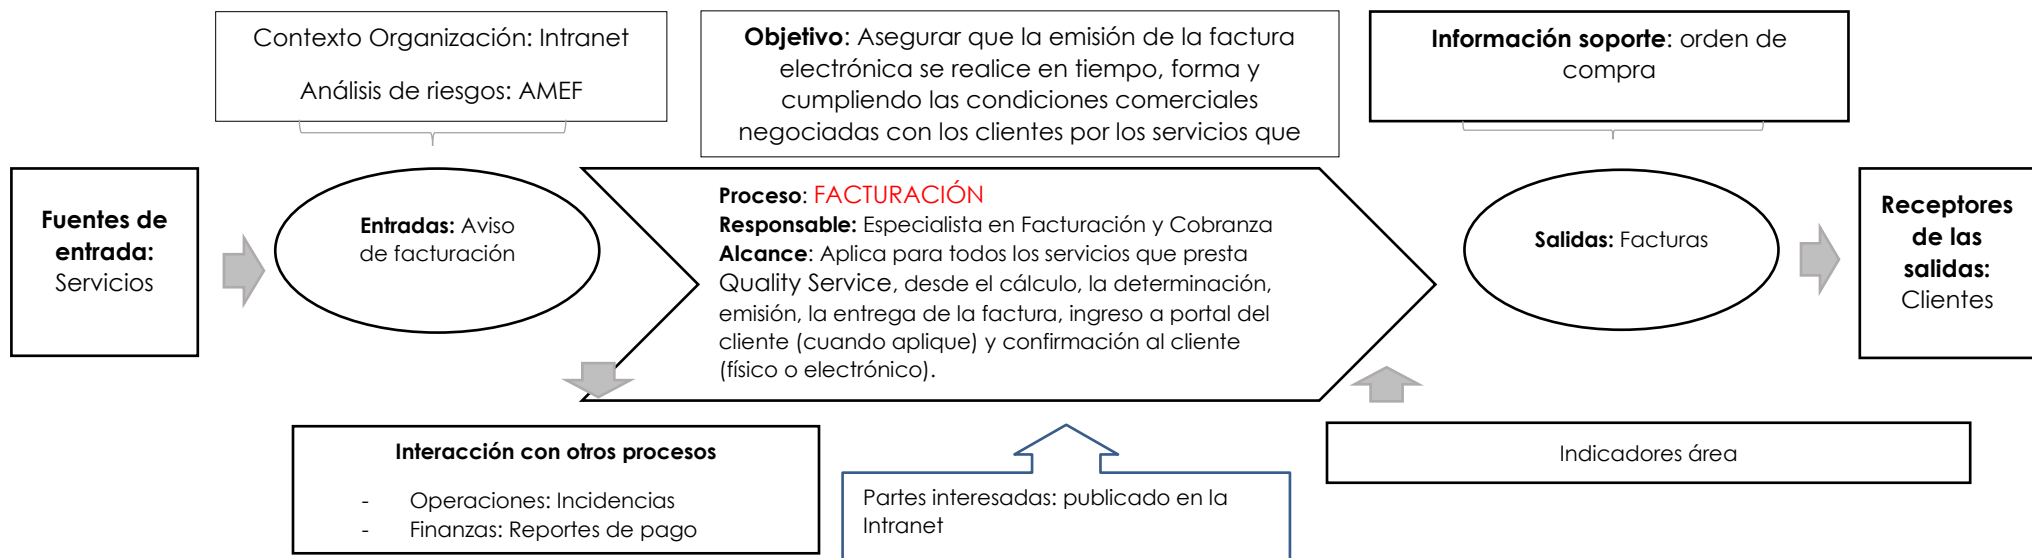 Contexto Organización: Intranet
Análisis de riesgos: AMEF
Objetivo: Asegurar que la emisión de la factura
electrónica se realice en tiempo, forma y
cumpliendo las condiciones comerciales
negociadas con los clientes por los servicios que
Información soporte: orden de
compra
Fuentes de
entrada:
Servicios
Entradas: Aviso
de facturación
Proceso: FACTURACIÓN
Responsable: Especialista en Facturación y Cobranza
Alcance: Aplica para todos los servicios que presta
Quality Service, desde el cálculo, la determinación,
emisión, la entrega de la factura, ingreso a portal del
cliente (cuando aplique) y confirmación al cliente
(físico o electrónico).
Salidas: Facturas
Receptores
de las
salidas:
Clientes
Interacción con otros procesos
- Operaciones: Incidencias
- Finanzas: Reportes de pago
Partes interesadas: publicado en la
Intranet
Indicadores área